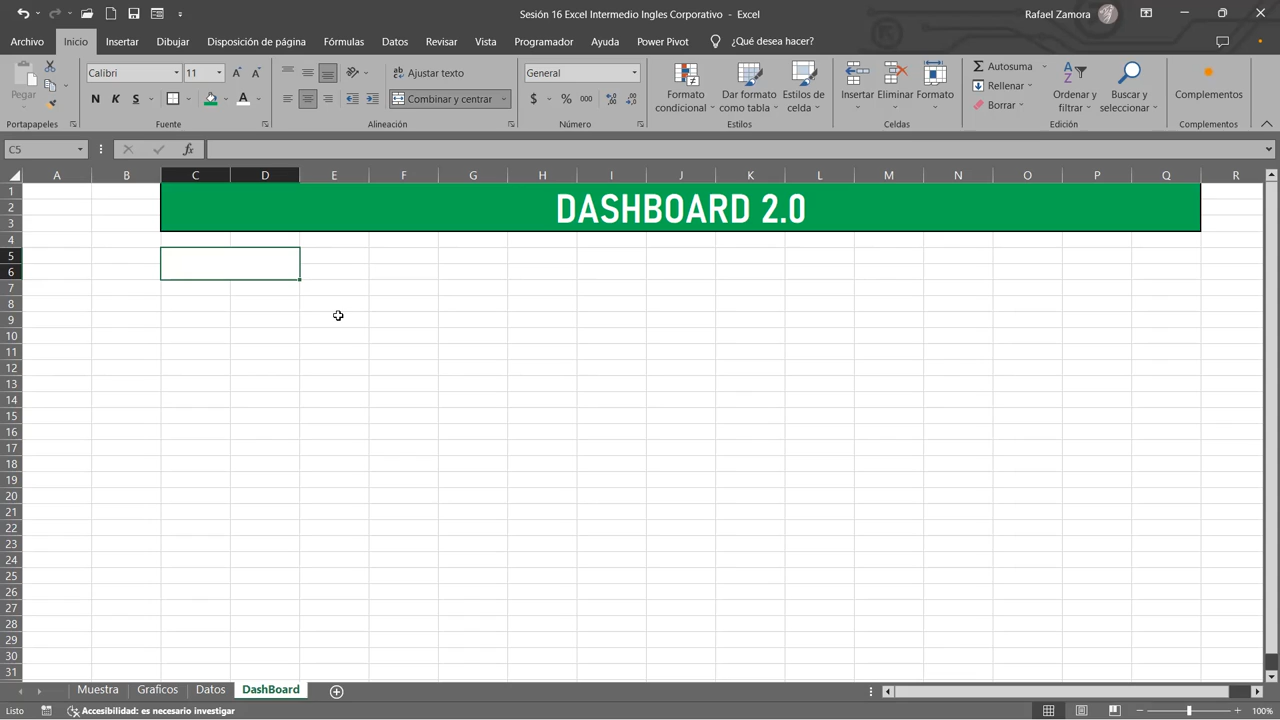 Sesión 16 Excel Intermedio Ingles Corporativo - Excel
Rafael Zamora
Archivo Inicio Insertar Dibujar Disposición de página Fórmulas Datos Revisar Vista Programador Ayuda Power Pivot ¿Qué desea hacer?
Pegar
Calibri 11
N K S
Ajustar texto
Combinar y centrar
General
$ % 000
Formato condicional
Dar formato como tabla
Estilos de celda
Insertar Eliminar Formato
Autosuma
Rellenar
Borrar
Ordenar y filtrar
Buscar y seleccionar
Complementos
Portapapeles Fuente Alineación Número Estilos Celdas Edición Complementos
C5 fx
A B C D E F G H I J K L M N O P Q R
1
2
3
DASHBOARD 2.0
4
5
6
7
8
9
10
11
12
13
14
15
16
17
18
19
20
21
22
23
24
25
26
27
28
29
30
31
Muestra Graficos Datos DashBoard
Listo Accesibilidad: es necesario investigar 100%